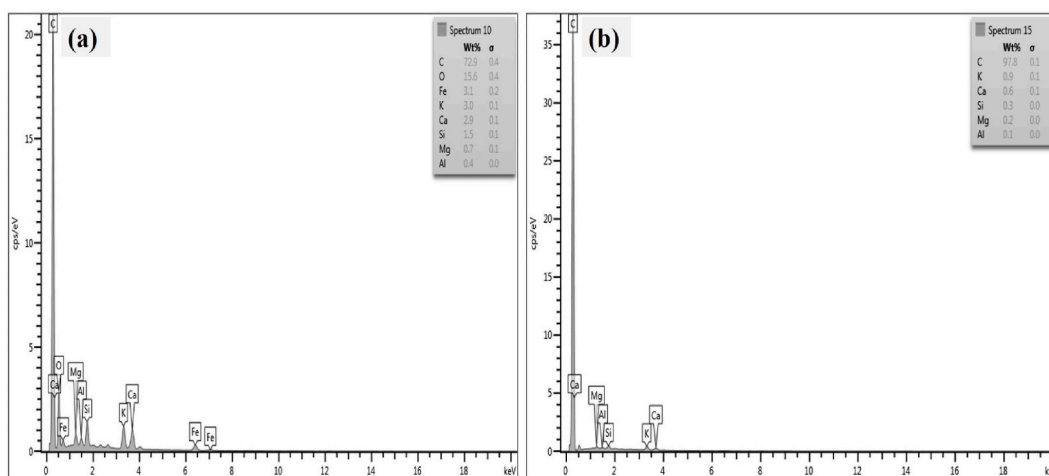 (a)
Spectrum 10
Wt% σ
C 72.9 0.4
O 15.6 0.4
Fe 3.1 0.2
K 3.0 0.1
Ca 2.9 0.1
Si 1.5 0.1
Mg 0.7 0.1
Al 0.4 0.0
cps/eV
20
15
10
5
0
C
O
Ca
Fe
Mg
Al
Si
K
Ca
Fe
Fe
0 2 4 6 8 10 12 14 16 18 keV
(b)
Spectrum 15
Wt% σ
C 97.8 0.1
K 0.9 0.1
Ca 0.6 0.1
Si 0.3 0.0
Mg 0.2 0.0
Al 0.1 0.0
cps/eV
35
30
25
20
15
10
5
0
C
Ca
Mg
Al
Si
K
Ca
0 2 4 6 8 10 12 14 16 18 keV